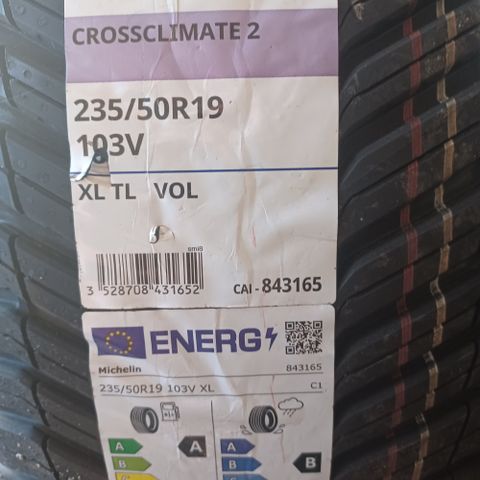 CROSSCLIMATE 2
235/50R19
103V
XL TL VOL
smi8
3 528708 431652
CAI - 843165
ENERG
Michelin 843165
235/50R19 103V XL C1
A A
B B B